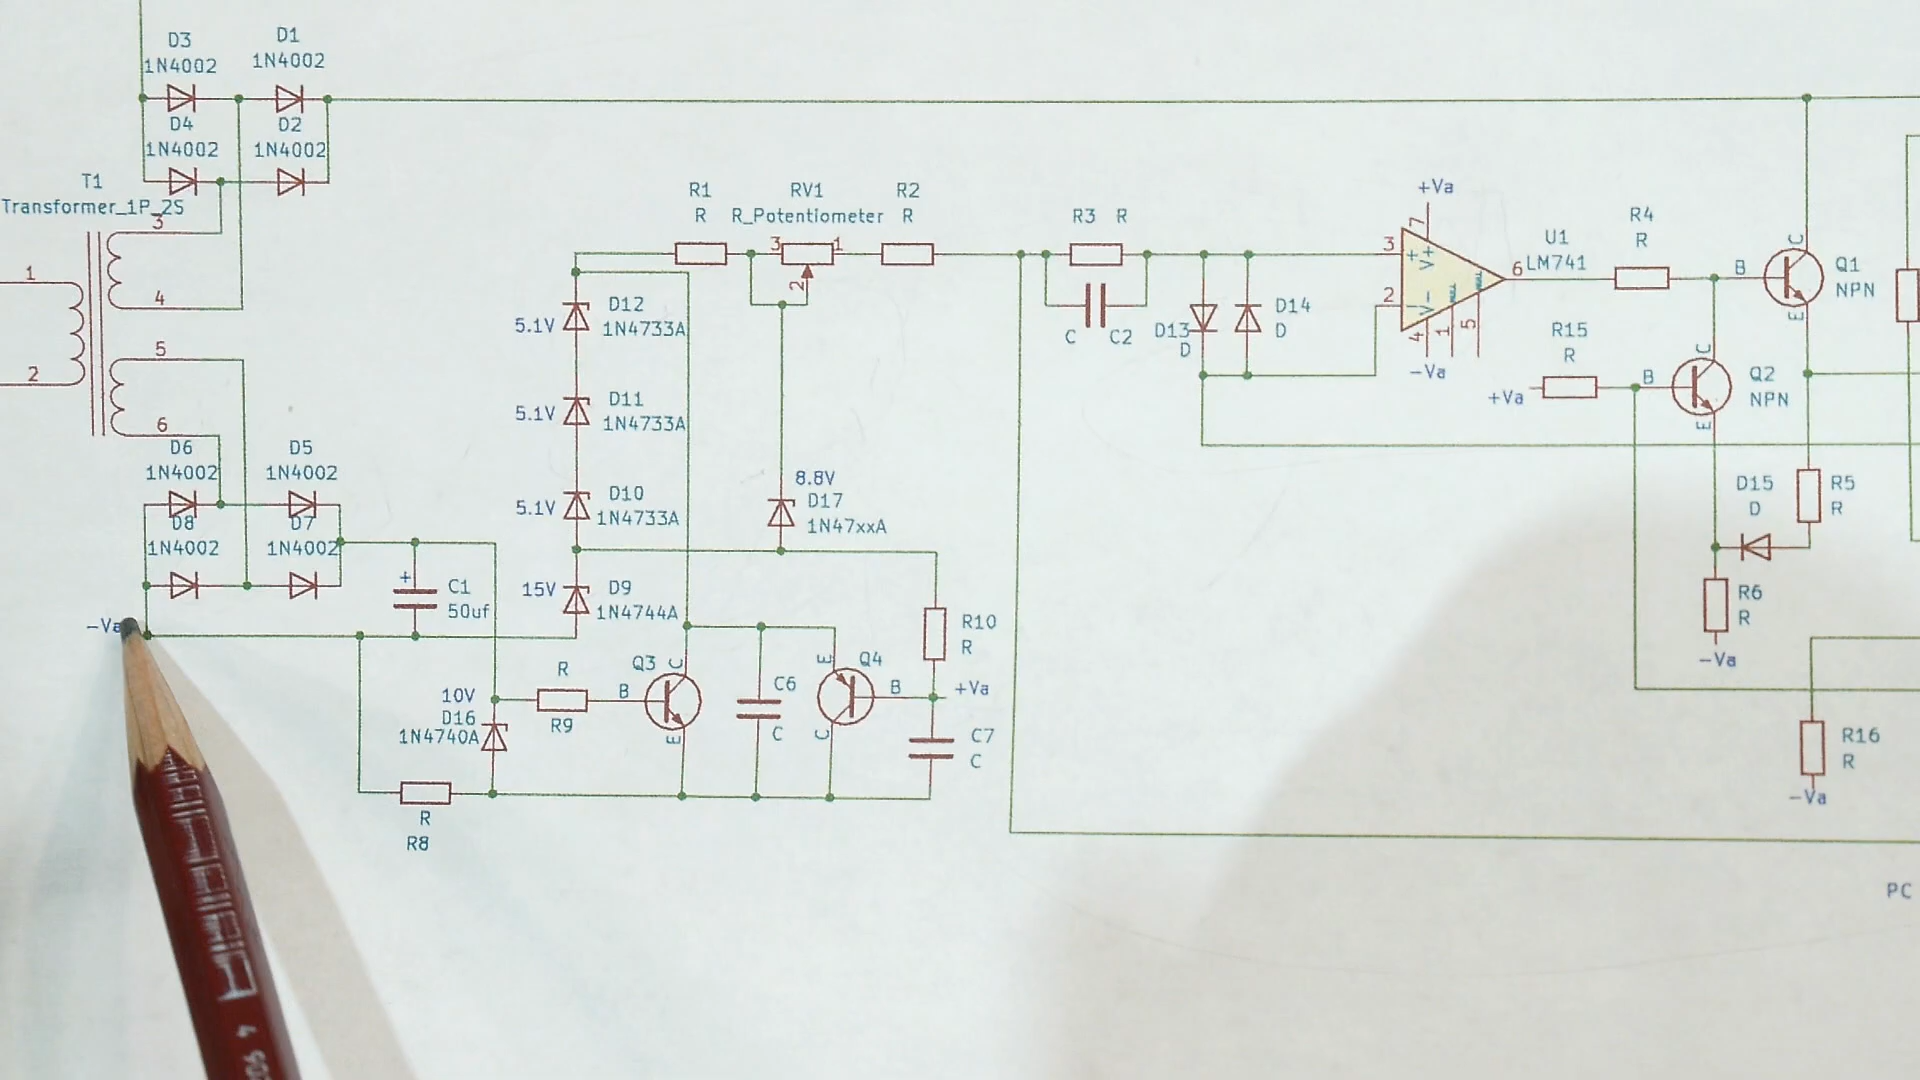 D3
1N4002
D1
1N4002
D4
1N4002
D2
1N4002
T1
Transformer_1P_2S
3
4
1
2
5
6
D6
1N4002
D5
1N4002
D8
1N4002
D7
1N4002
-Va
+
C1
50uf
R1
R
RV1
R_Potentiometer
3
1
2
R2
R
5.1V
D12
1N4733A
5.1V
D11
1N4733A
5.1V
D10
1N4733A
8.8V
D17
1N47xxA
15V
D9
1N4744A
R10
R
10V
D16
1N4740A
R
R9
Q3
B
C
E
C6
C
Q4
E
B
C
+Va
C7
C
R
R8
R3 R
C C2
D13
D
D14
D
+Va
7
3
+
V+
2
-
V-
4
1
5
-Va
U1
LM741
6
R4
R
B
C
E
Q1
NPN
R15
R
+Va
B
C
E
Q2
NPN
D15
D
R5
R
R6
R
-Va
R16
R
-Va
PC